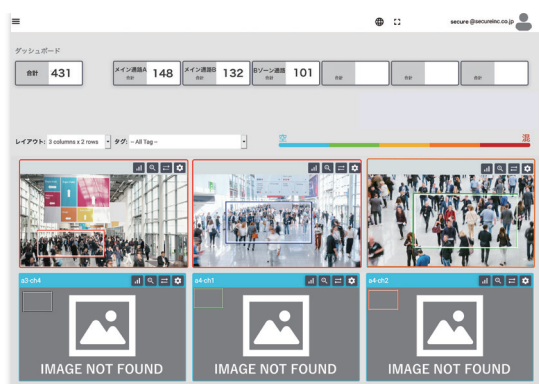 secure @secureinc.co.jp
ダッシュボード
合計 431
メイン通路A 合計 148
メイン通路B 合計 132
Bゾーン通路 合計 101
合計
合計
合計
レイアウト: 3 columns x 2 rows タグ: -- All Tag --
空 混
a3-ch4 a4-ch1 a4-ch2
IMAGE NOT FOUND IMAGE NOT FOUND IMAGE NOT FOUND